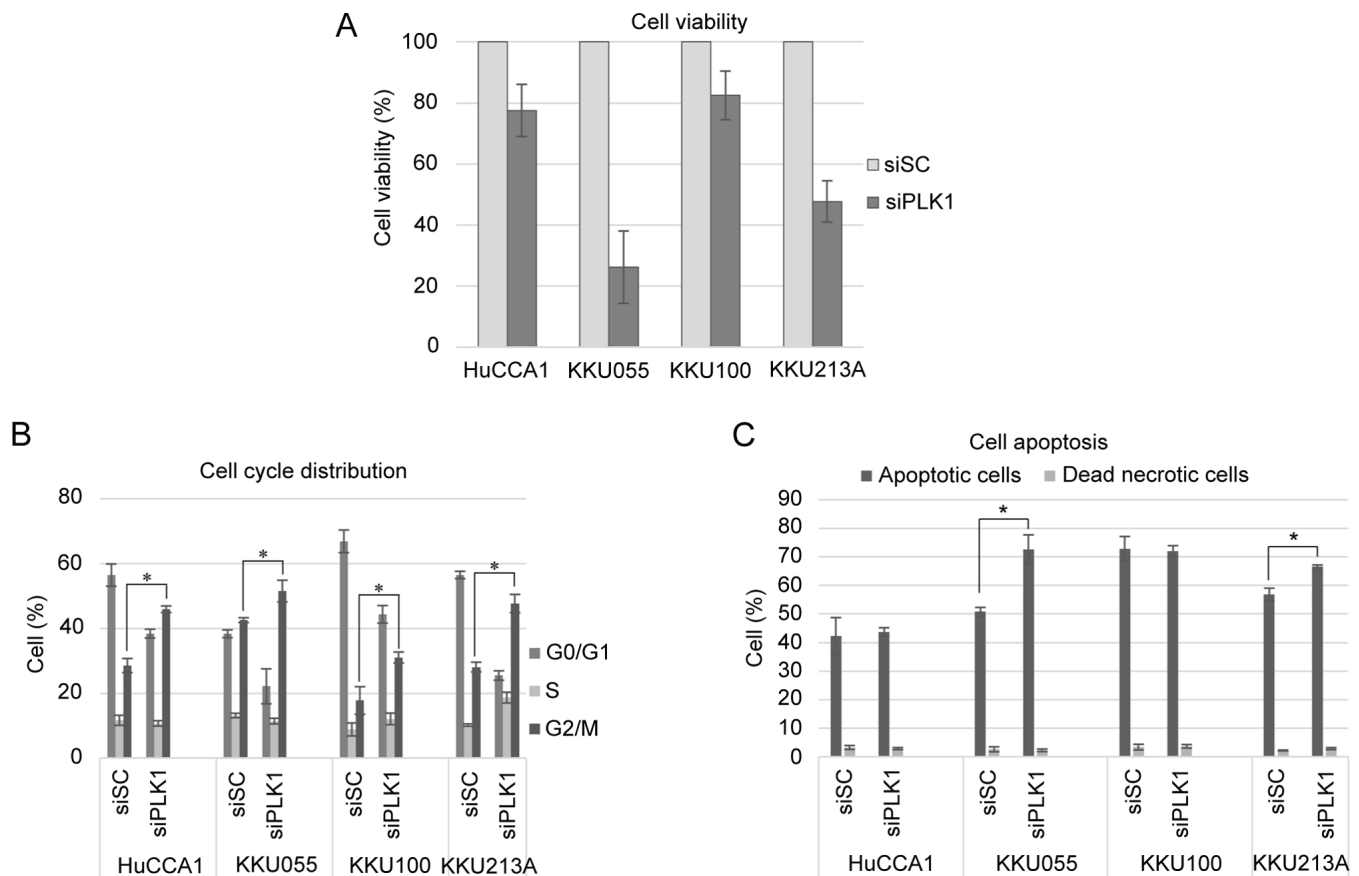 A
Cell viability
Cell viability (%)
100
80
60
40
20
0
HuCCA1 KKU055 KKU100 KKU213A
siSC
siPLK1
B
Cell cycle distribution
Cell (%)
80
60
40
20
0
* * * *
G0/G1
S
G2/M
siSC siPLK1 siSC siPLK1 siSC siPLK1 siSC siPLK1
HuCCA1 KKU055 KKU100 KKU213A
C
Cell apoptosis
Apoptotic cells Dead necrotic cells
Cell (%)
90
80
70
60
50
40
30
20
10
0
* *
siSC siPLK1 siSC siPLK1 siSC siPLK1 siSC siPLK1
HuCCA1 KKU055 KKU100 KKU213A